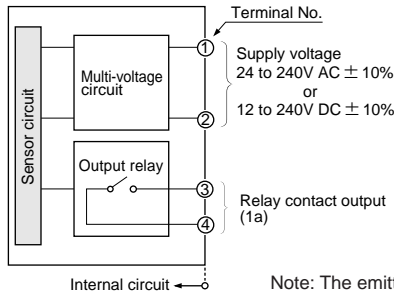 Terminal No.
Sensor circuit
Multi-voltage
circuit
1
2
Supply voltage
24 to 240V AC ± 10%
or
12 to 240V DC ± 10%
Output relay
3
4
Relay contact output
(1a)
Internal circuit
Note: The emitt